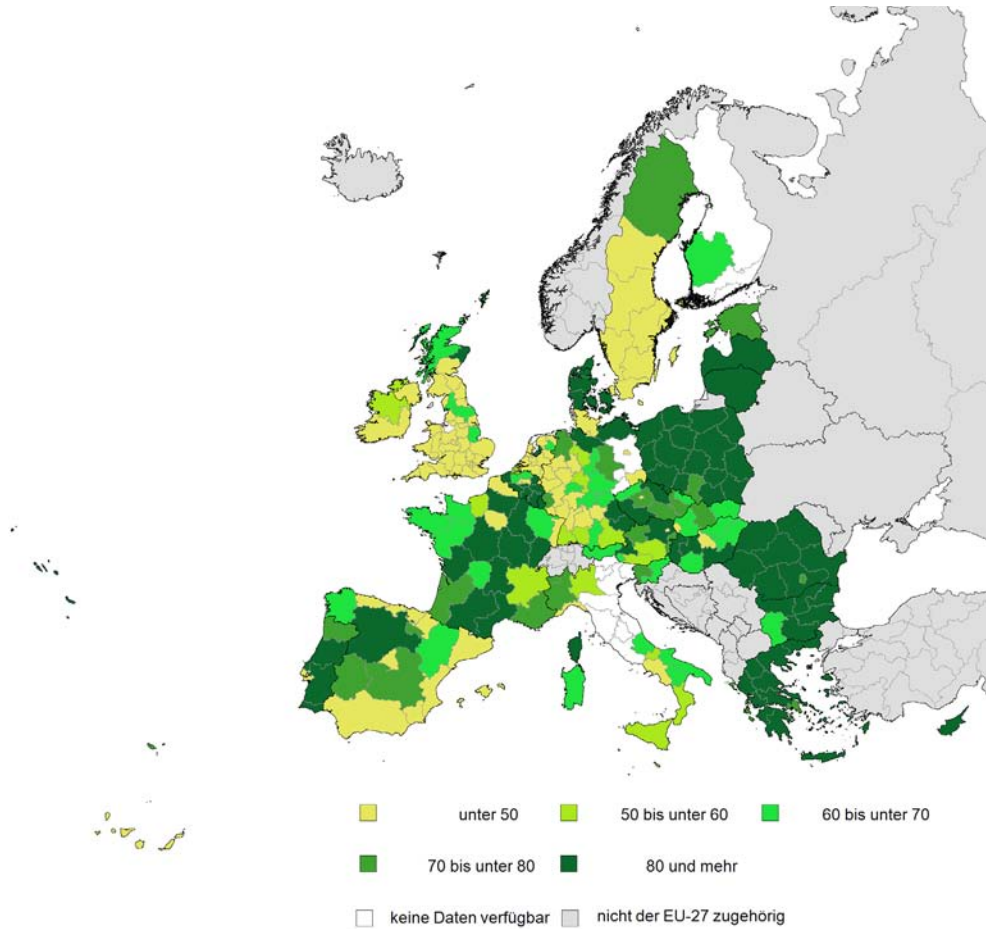 unter 50 50 bis unter 60 60 bis unter 70
70 bis unter 80 80 und mehr
keine Daten verfügbar nicht der EU-27 zugehörig